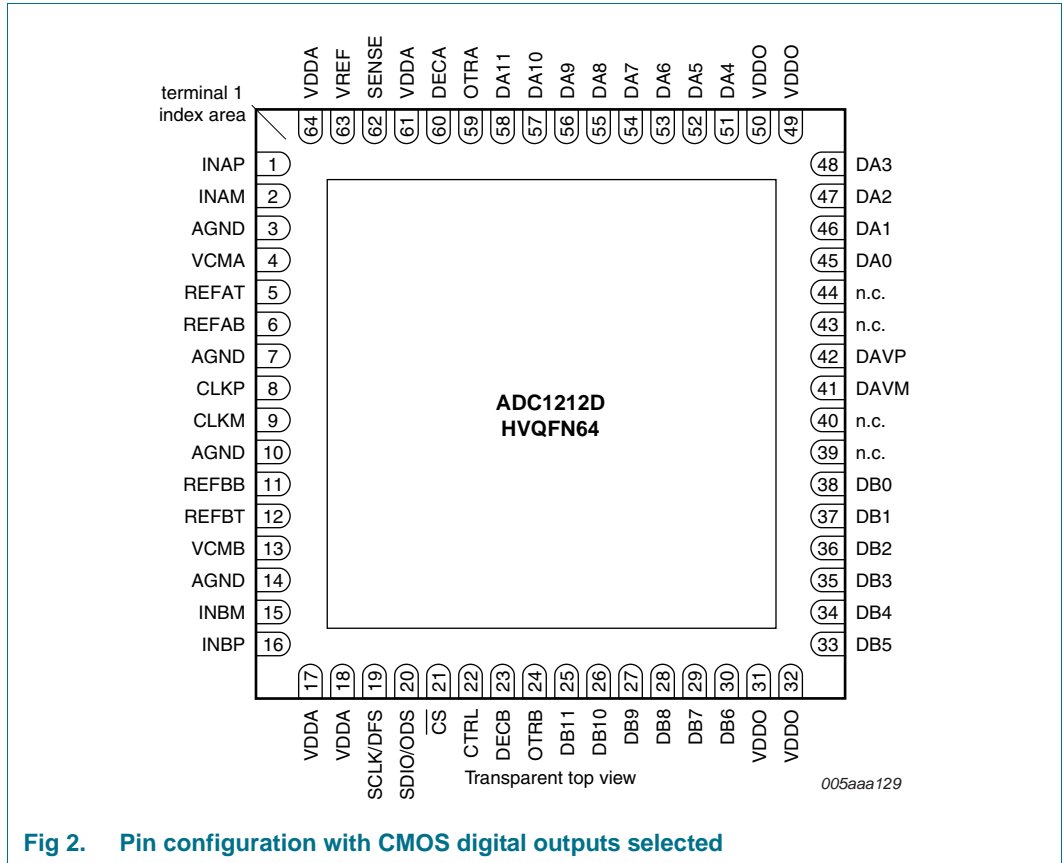 VDDA
VREF
SENSE
VDDA
DECA
OTRA
DA11
DA10
DA9
DA8
DA7
DA6
DA5
DA4
VDDO
VDDO
terminal 1
index area
64
63
62
61
60
59
58
57
56
55
54
53
52
51
50
49
INAP 1
INAM 2
AGND 3
VCMA 4
REFAT 5
REFAB 6
AGND 7
CLKP 8
CLKM 9
AGND 10
REFBB 11
REFBT 12
VCMB 13
AGND 14
INBM 15
INBP 16
ADC1212D
HVQFN64
48 DA3
47 DA2
46 DA1
45 DA0
44 n.c.
43 n.c.
42 DAVP
41 DAVM
40 n.c.
39 n.c.
38 DB0
37 DB1
36 DB2
35 DB3
34 DB4
33 DB5
17
18
19
20
21
22
23
24
25
26
27
28
29
30
31
32
VDDA
VDDA
SCLK/DFS
SDIO/ODS
CS
CTRL
DECB
OTRB
DB11
DB10
DB9
DB8
DB7
DB6
VDDO
VDDO
Transparent top view
005aaa129
Fig 2. Pin configuration with CMOS digital outputs selected